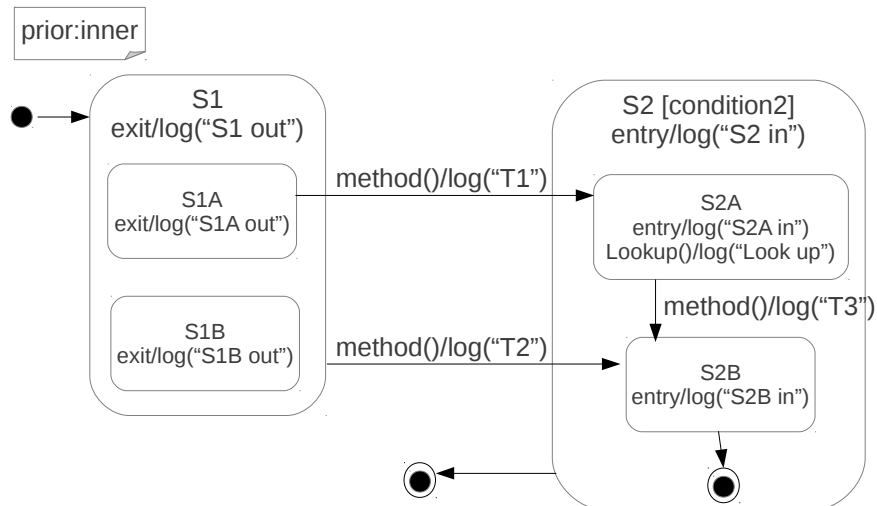 prior:inner
S1
exit/log(“S1 out”)
S2 [condition2]
entry/log(“S2 in”)
S1A
exit/log(“S1A out”)
method()/log(“T1”)
S2A
entry/log(“S2A in”)
Lookup()/log(“Look up”)
method()/log(“T3”)
S1B
exit/log(“S1B out”)
method()/log(“T2”)
S2B
entry/log(“S2B in”)